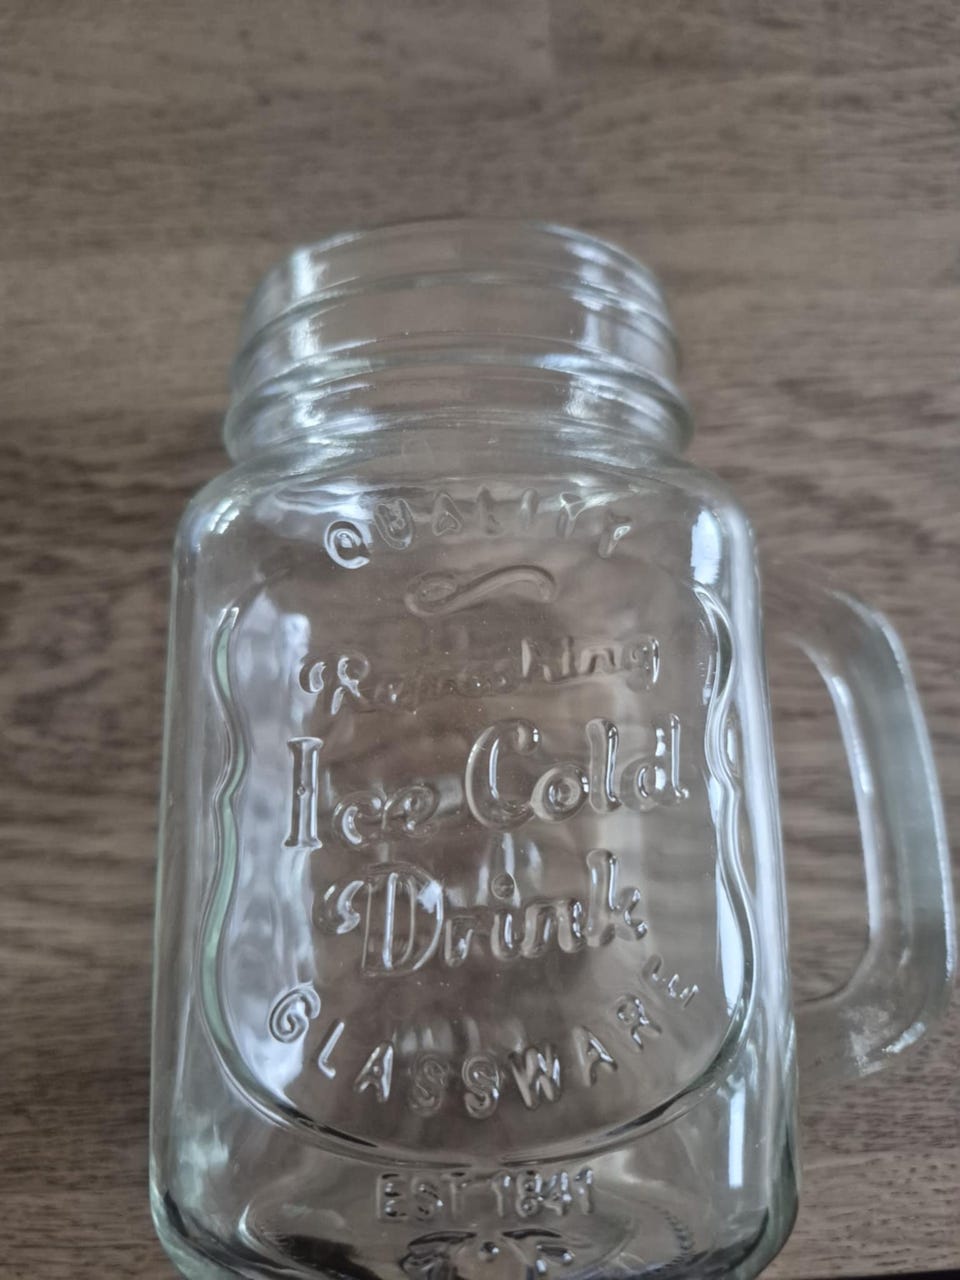 QUALITY
Refreshing
Ice Cold
Drink
GLASSWARE
EST 1841